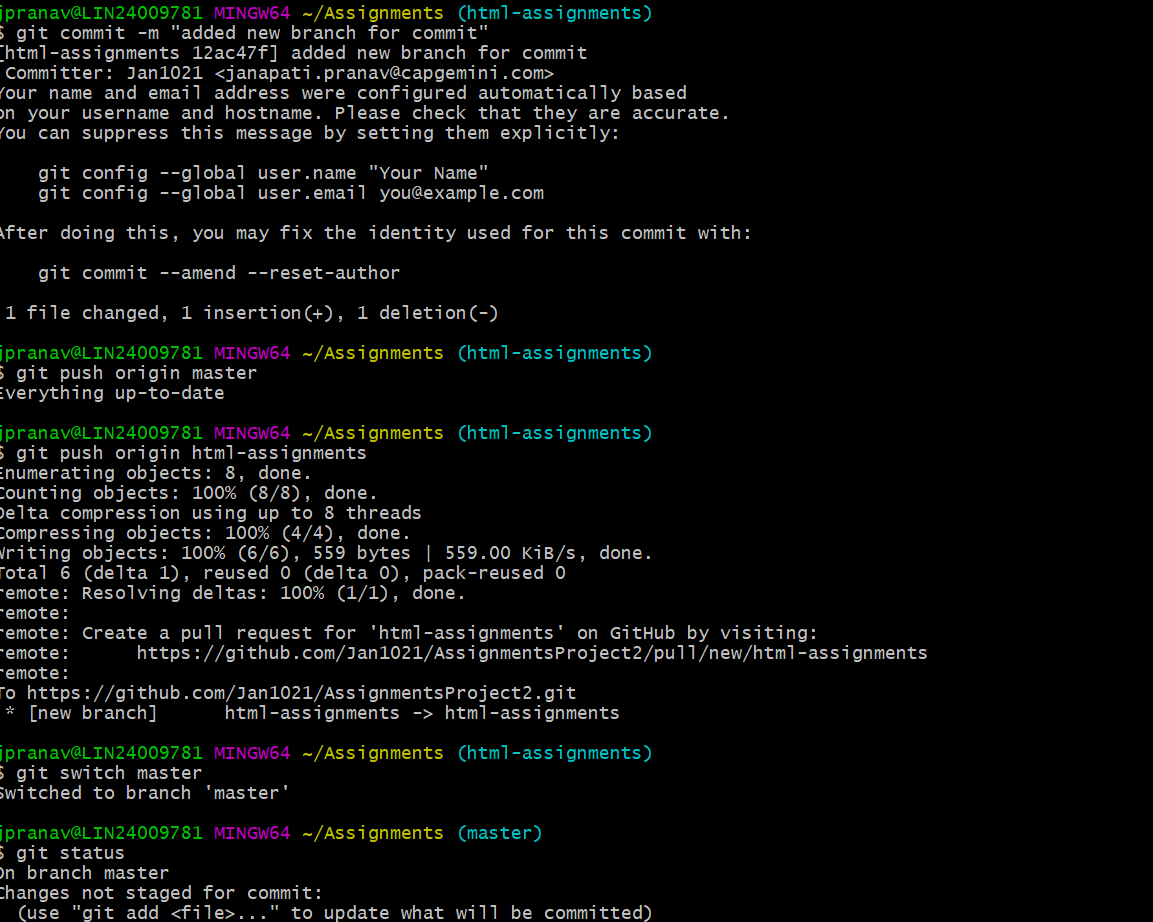 jpranav@LIN24009781 MINGW64 ~/Assignments (html-assignments)
$ git commit -m "added new branch for commit"
[html-assignments 12ac47f] added new branch for commit
 Committer: Jan1021 <janapati.pranav@capgemini.com>
Your name and email address were configured automatically based
on your username and hostname. Please check that they are accurate.
You can suppress this message by setting them explicitly:

    git config --global user.name "Your Name"
    git config --global user.email you@example.com

After doing this, you may fix the identity used for this commit with:

    git commit --amend --reset-author

 1 file changed, 1 insertion(+), 1 deletion(-)

jpranav@LIN24009781 MINGW64 ~/Assignments (html-assignments)
$ git push origin master
Everything up-to-date

jpranav@LIN24009781 MINGW64 ~/Assignments (html-assignments)
$ git push origin html-assignments
Enumerating objects: 8, done.
Counting objects: 100% (8/8), done.
Delta compression using up to 8 threads
Compressing objects: 100% (4/4), done.
Writing objects: 100% (6/6), 559 bytes | 559.00 KiB/s, done.
Total 6 (delta 1), reused 0 (delta 0), pack-reused 0
remote: Resolving deltas: 100% (1/1), done.
remote:
remote: Create a pull request for 'html-assignments' on GitHub by visiting:
remote:      https://github.com/Jan1021/AssignmentsProject2/pull/new/html-assignments
remote:
To https://github.com/Jan1021/AssignmentsProject2.git
 * [new branch]      html-assignments -> html-assignments

jpranav@LIN24009781 MINGW64 ~/Assignments (html-assignments)
$ git switch master
Switched to branch 'master'

jpranav@LIN24009781 MINGW64 ~/Assignments (master)
$ git status
On branch master
Changes not staged for commit:
  (use "git add <file>..." to update what will be committed)